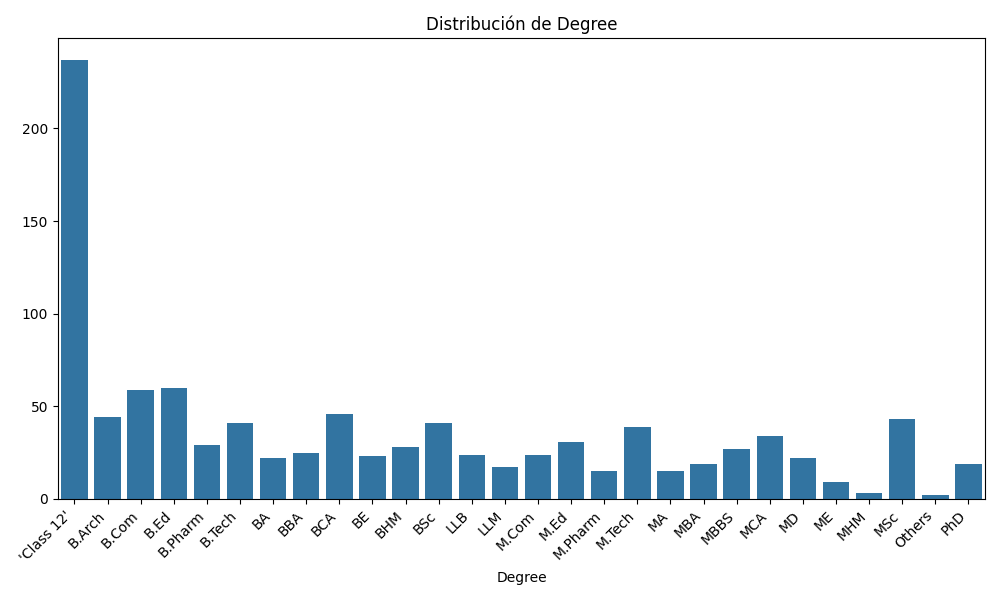 Distribución de Degree
200
150
100
50
0
'Class 12'
B.Arch
B.Com
B.Ed
B.Pharm
B.Tech
BA
BBA
BCA
BE
BHM
BSc
LLB
LLM
M.Com
M.Ed
M.Pharm
M.Tech
MA
MBA
MBBS
MCA
MD
ME
MHM
MSc
Others
PhD
Degree